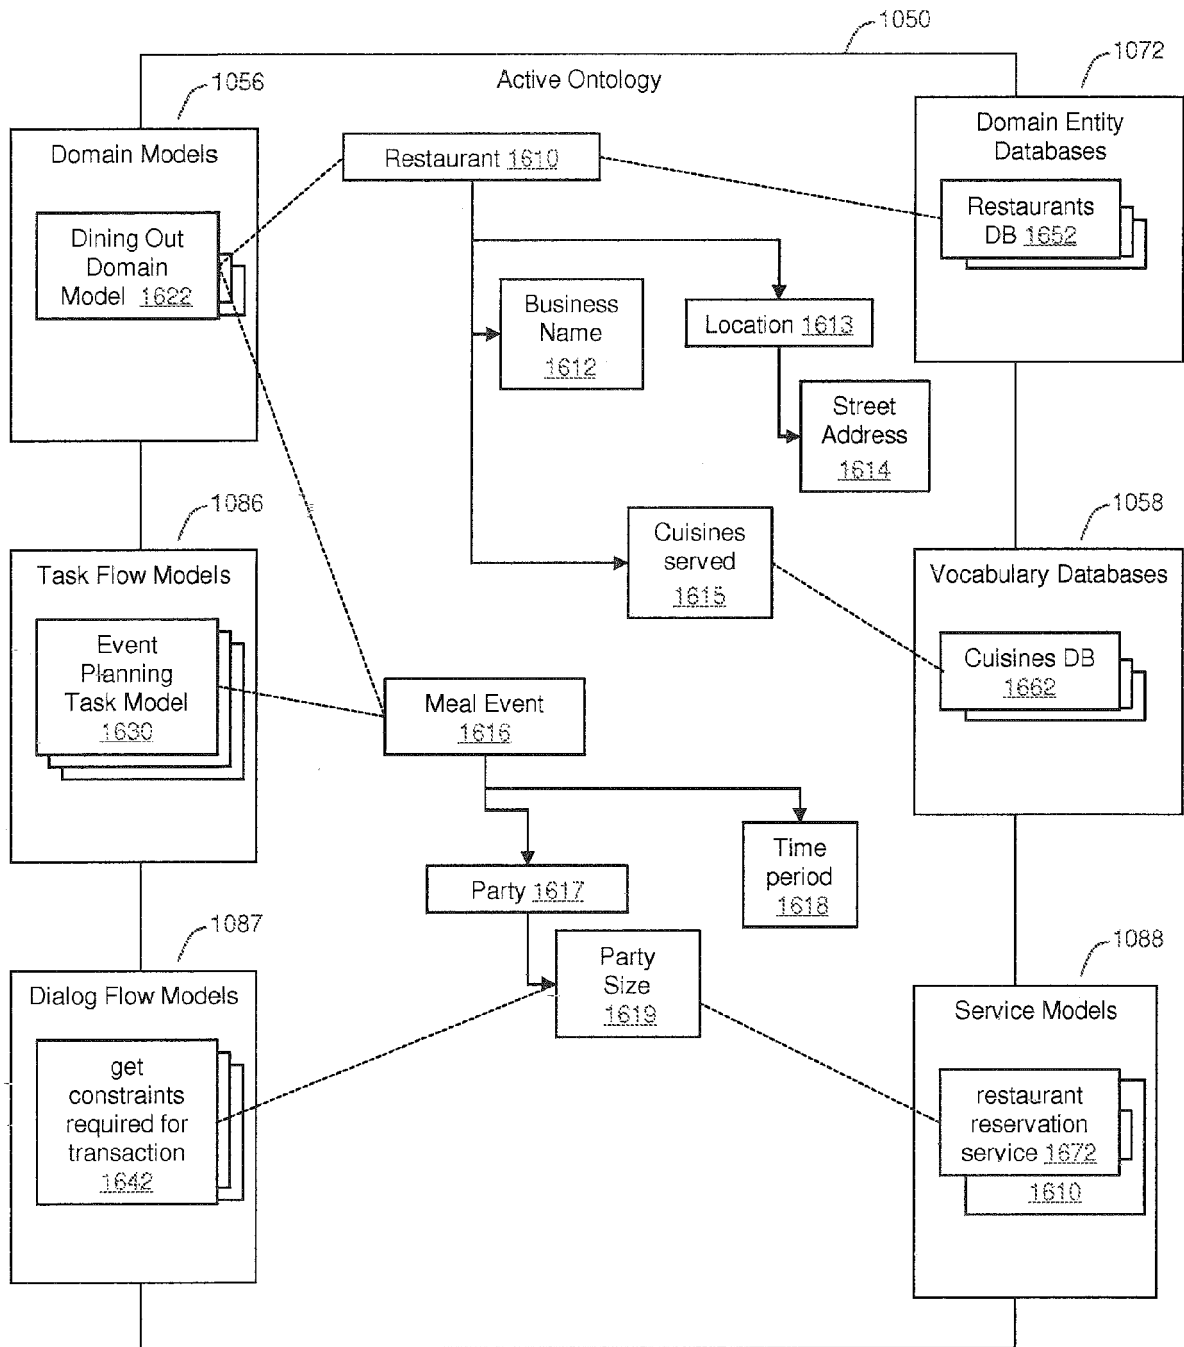 1050
Active Ontology
1056
Domain Models
Dining Out
Domain
Model 1622
Restaurant 1610
1072
Domain Entity
Databases
Restaurants
DB 1652
Business
Name
1612
Location 1613
Street
Address
1614
1086
Task Flow Models
Event
Planning
Task Model
1630
Cuisines
served
1615
1058
Vocabulary Databases
Cuisines DB
1662
Meal Event
1616
Party 1617
Time
period
1618
Party
Size
1619
1087
Dialog Flow Models
get
constraints
required for
transaction
1642
1088
Service Models
restaurant
reservation
service 1672
1610